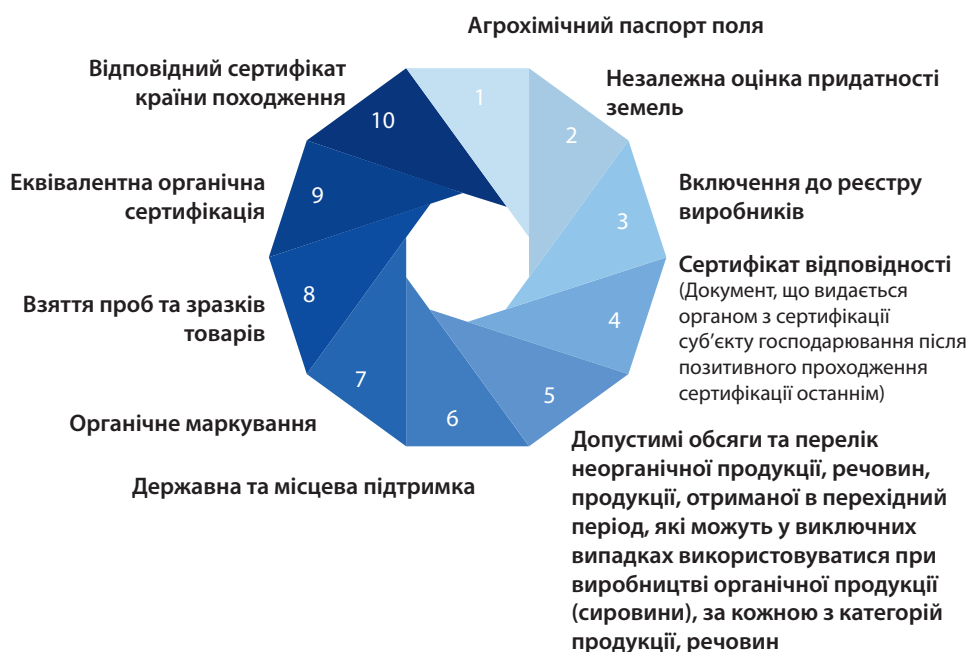 Агрохімічний паспорт поля
1
Незалежна оцінка придатності
земель
2
Включення до реєстру
виробників
3
Сертифікат відповідності
(Документ, що видається
органом з сертифікації
суб’єкту господарювання після
позитивного проходження
сертифікації останнім)
4
Допустимі обсяги та перелік
неорганічної продукції, речовин,
продукції, отриманої в перехідний
період, які можуть у виключних
випадках використовуватися при
виробництві органічної продукції
(сировини), за кожною з категорій
продукції, речовин
5
Державна та місцева підтримка
6
Органічне маркування
7
Взяття проб та зразків
товарів
8
Еквівалентна органічна
сертифікація
9
Відповідний сертифікат
країни походження
10